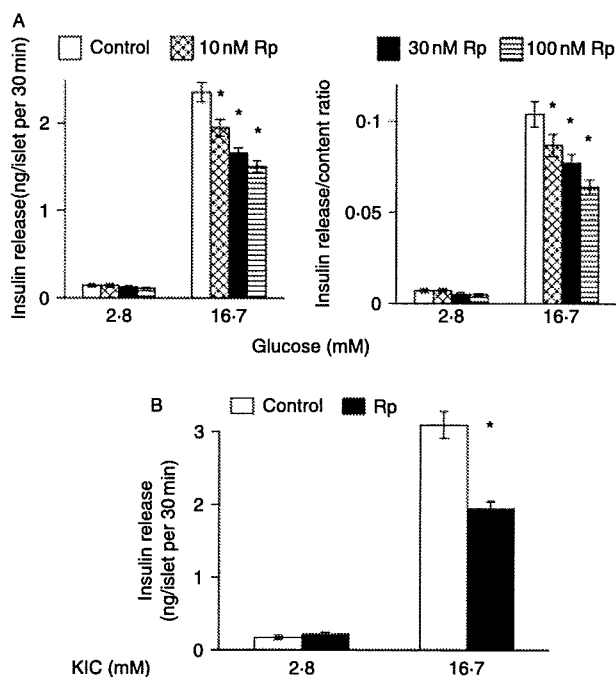 A
Control 10 nM Rp 30 nM Rp 100 nM Rp
Insulin release(ng/islet per 30 min)
2
1
0
* * *
2·8 16·7
Insulin release/content ratio
0·1
0·05
0
* * *
2·8 16·7
Glucose (mM)
B
Control Rp
Insulin release
(ng/islet per 30 min)
3
2
1
0
*
KIC (mM) 2·8 16·7